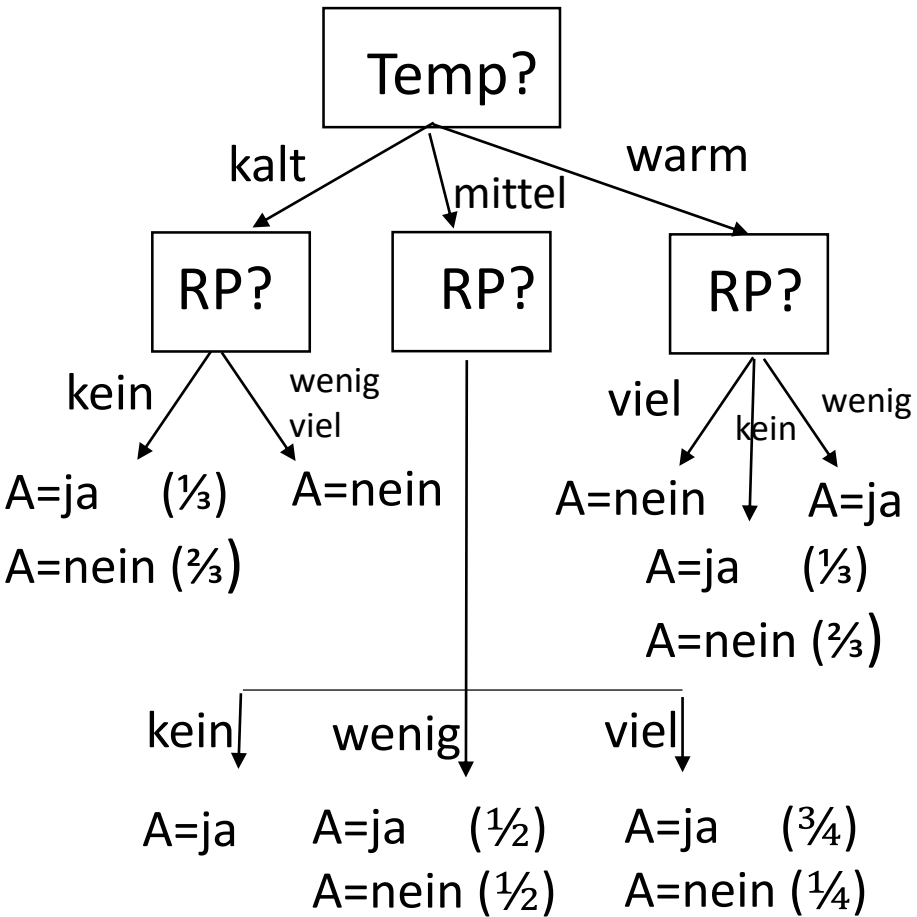 Temp?
kalt
mittel
warm
RP?
RP?
RP?
kein
wenig
viel
viel
kein
wenig
A=ja (⅓)
A=nein (⅔)
A=nein
A=nein
A=ja
A=ja (⅓)
A=nein (⅔)
kein
wenig
viel
A=ja
A=ja (½)
A=nein (½)
A=ja (¾)
A=nein (¼)